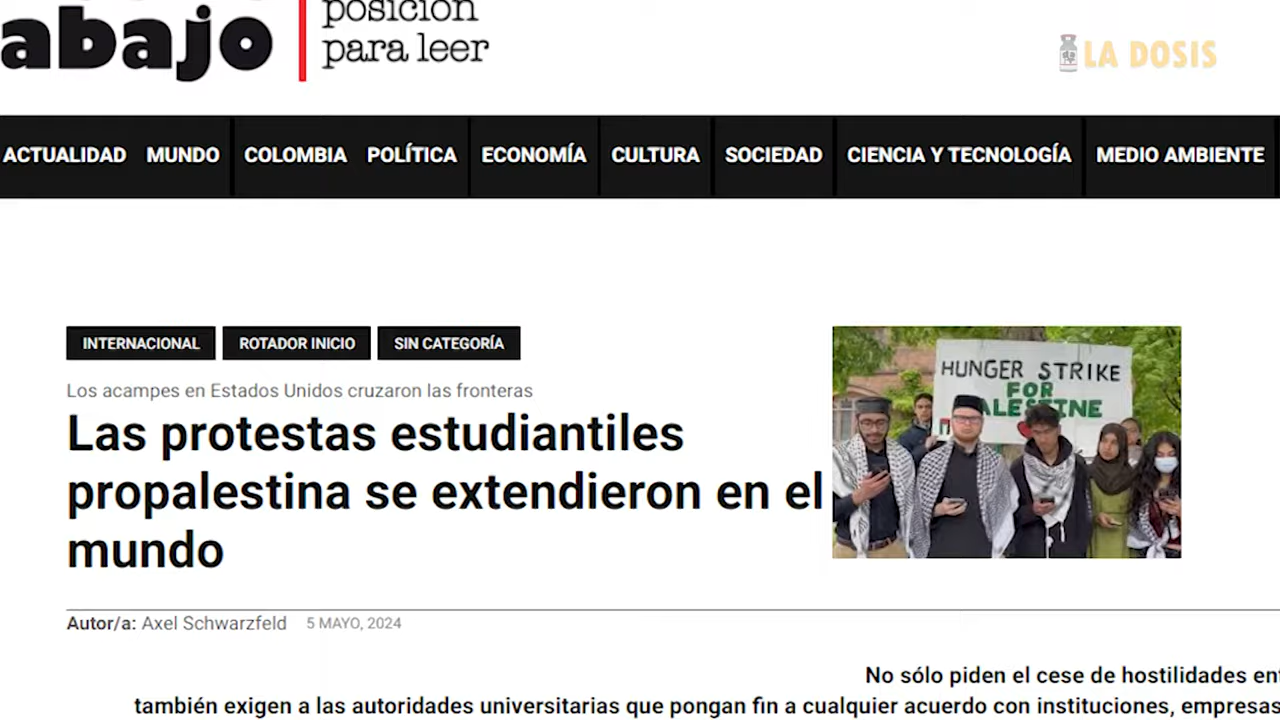 abajo
posición
para leer
LA DOSIS
ACTUALIDAD MUNDO COLOMBIA POLÍTICA ECONOMÍA CULTURA SOCIEDAD CIENCIA Y TECNOLOGÍA MEDIO AMBIENTE
INTERNACIONAL ROTADOR INICIO SIN CATEGORÍA
Los acampes en Estados Unidos cruzaron las fronteras
Las protestas estudiantiles
propalestina se extendieron en el
mundo
HUNGER STRIKE
FOR
ALESTINE
Autor/a: Axel Schwarzfeld 5 MAYO, 2024
No sólo piden el cese de hostilidades ent
también exigen a las autoridades universitarias que pongan fin a cualquier acuerdo con instituciones, empresas